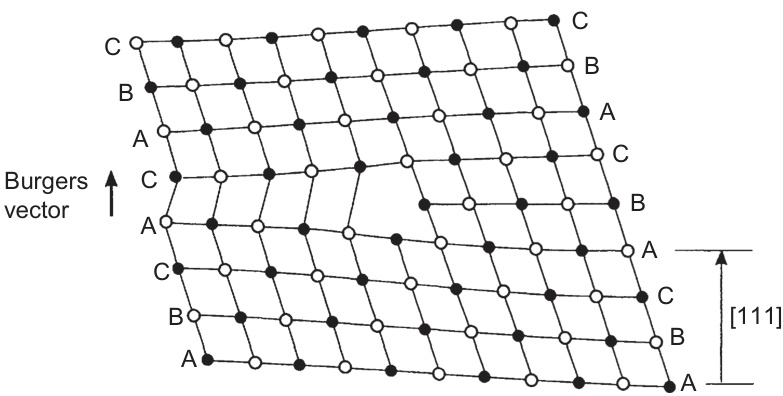 C C
B B
A A
C C
Burgers
vector
B
A A
C C
[111]
B B
A A